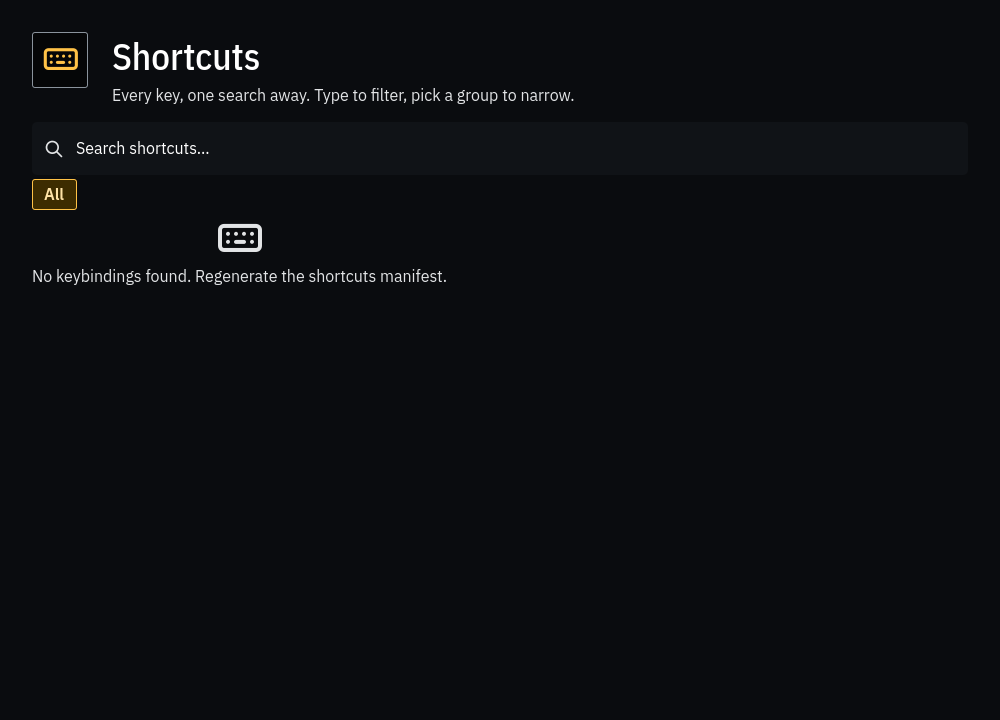 Shortcuts
Every key, one search away. Type to filter, pick a group to narrow.
Search shortcuts...
All
No keybindings found. Regenerate the shortcuts manifest.